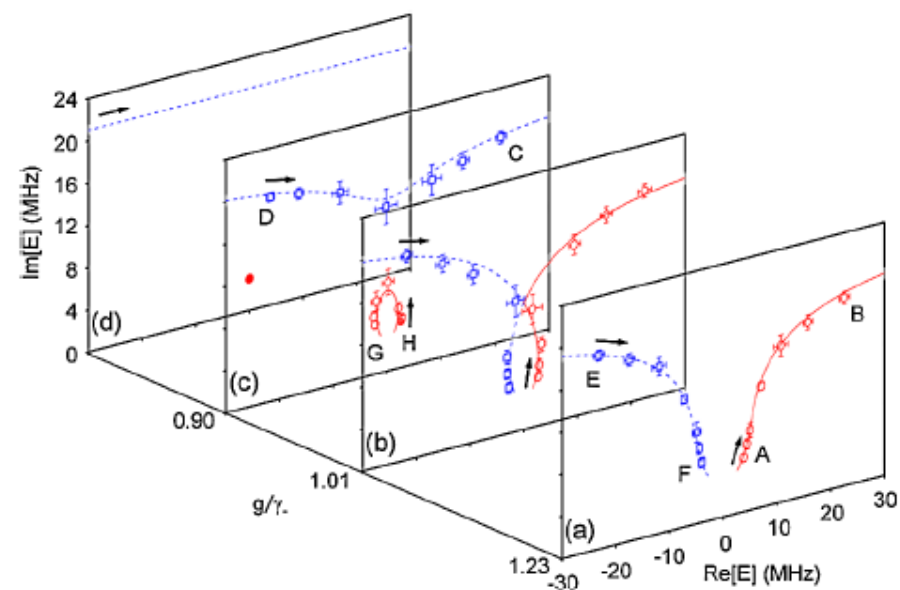 24
20
16
12
8
4
0
Im[E] (MHz)
(d)
C
D
(c)
0.90
G
H
(b)
1.01
B
E
F
A
(a)
1.23
g/γ-
-30
-20
-10
0
10
20
30
Re[E] (MHz)